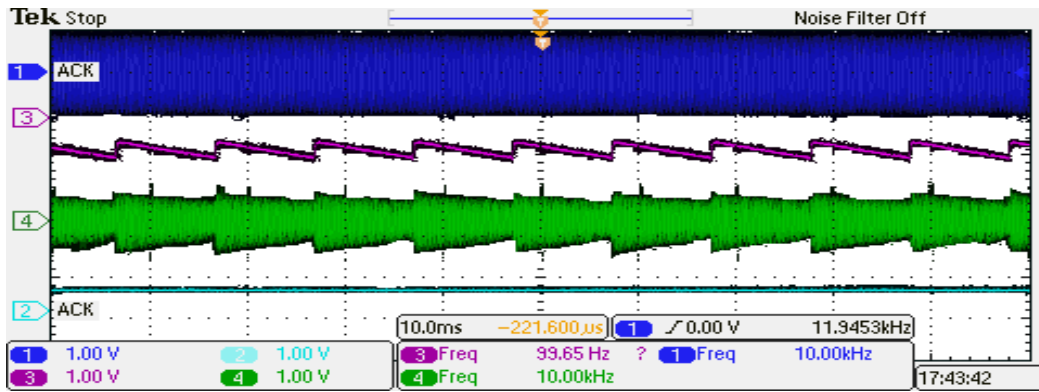 Tek Stop Noise Filter Off
1 ACK
3
4
2 ACK
10.0ms -221.600µs 1 ∫ 0.00 V 11.9453kHz
1 1.00 V 2 1.00 V 3 Freq 99.65 Hz ? 1 Freq 10.00kHz
3 1.00 V 4 1.00 V 4 Freq 10.00kHz
17:43:42